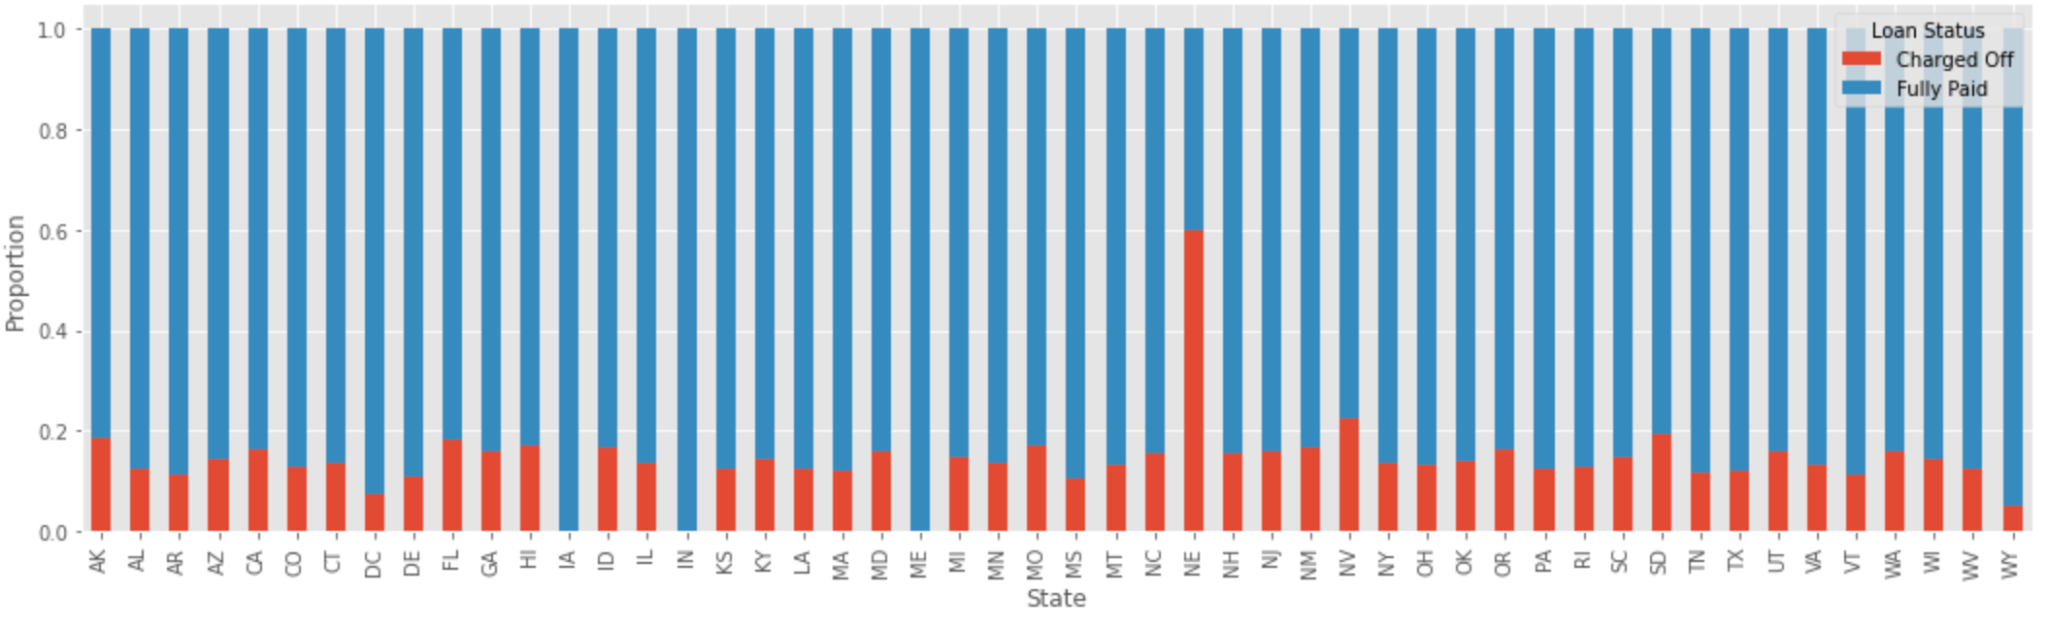 Loan Status
Charged Off
Fully Paid
1.0
0.8
0.6
0.4
0.2
0.0
Proportion
AK AL AR AZ CA CO CT DC DE FL GA HI IA ID IL IN KS KY LA MA MD ME MI MN MO MS MT NC NE NH NJ NM NV NY OH OK OR PA RI SC SD TN TX UT VA VT WA WI WV WY
State